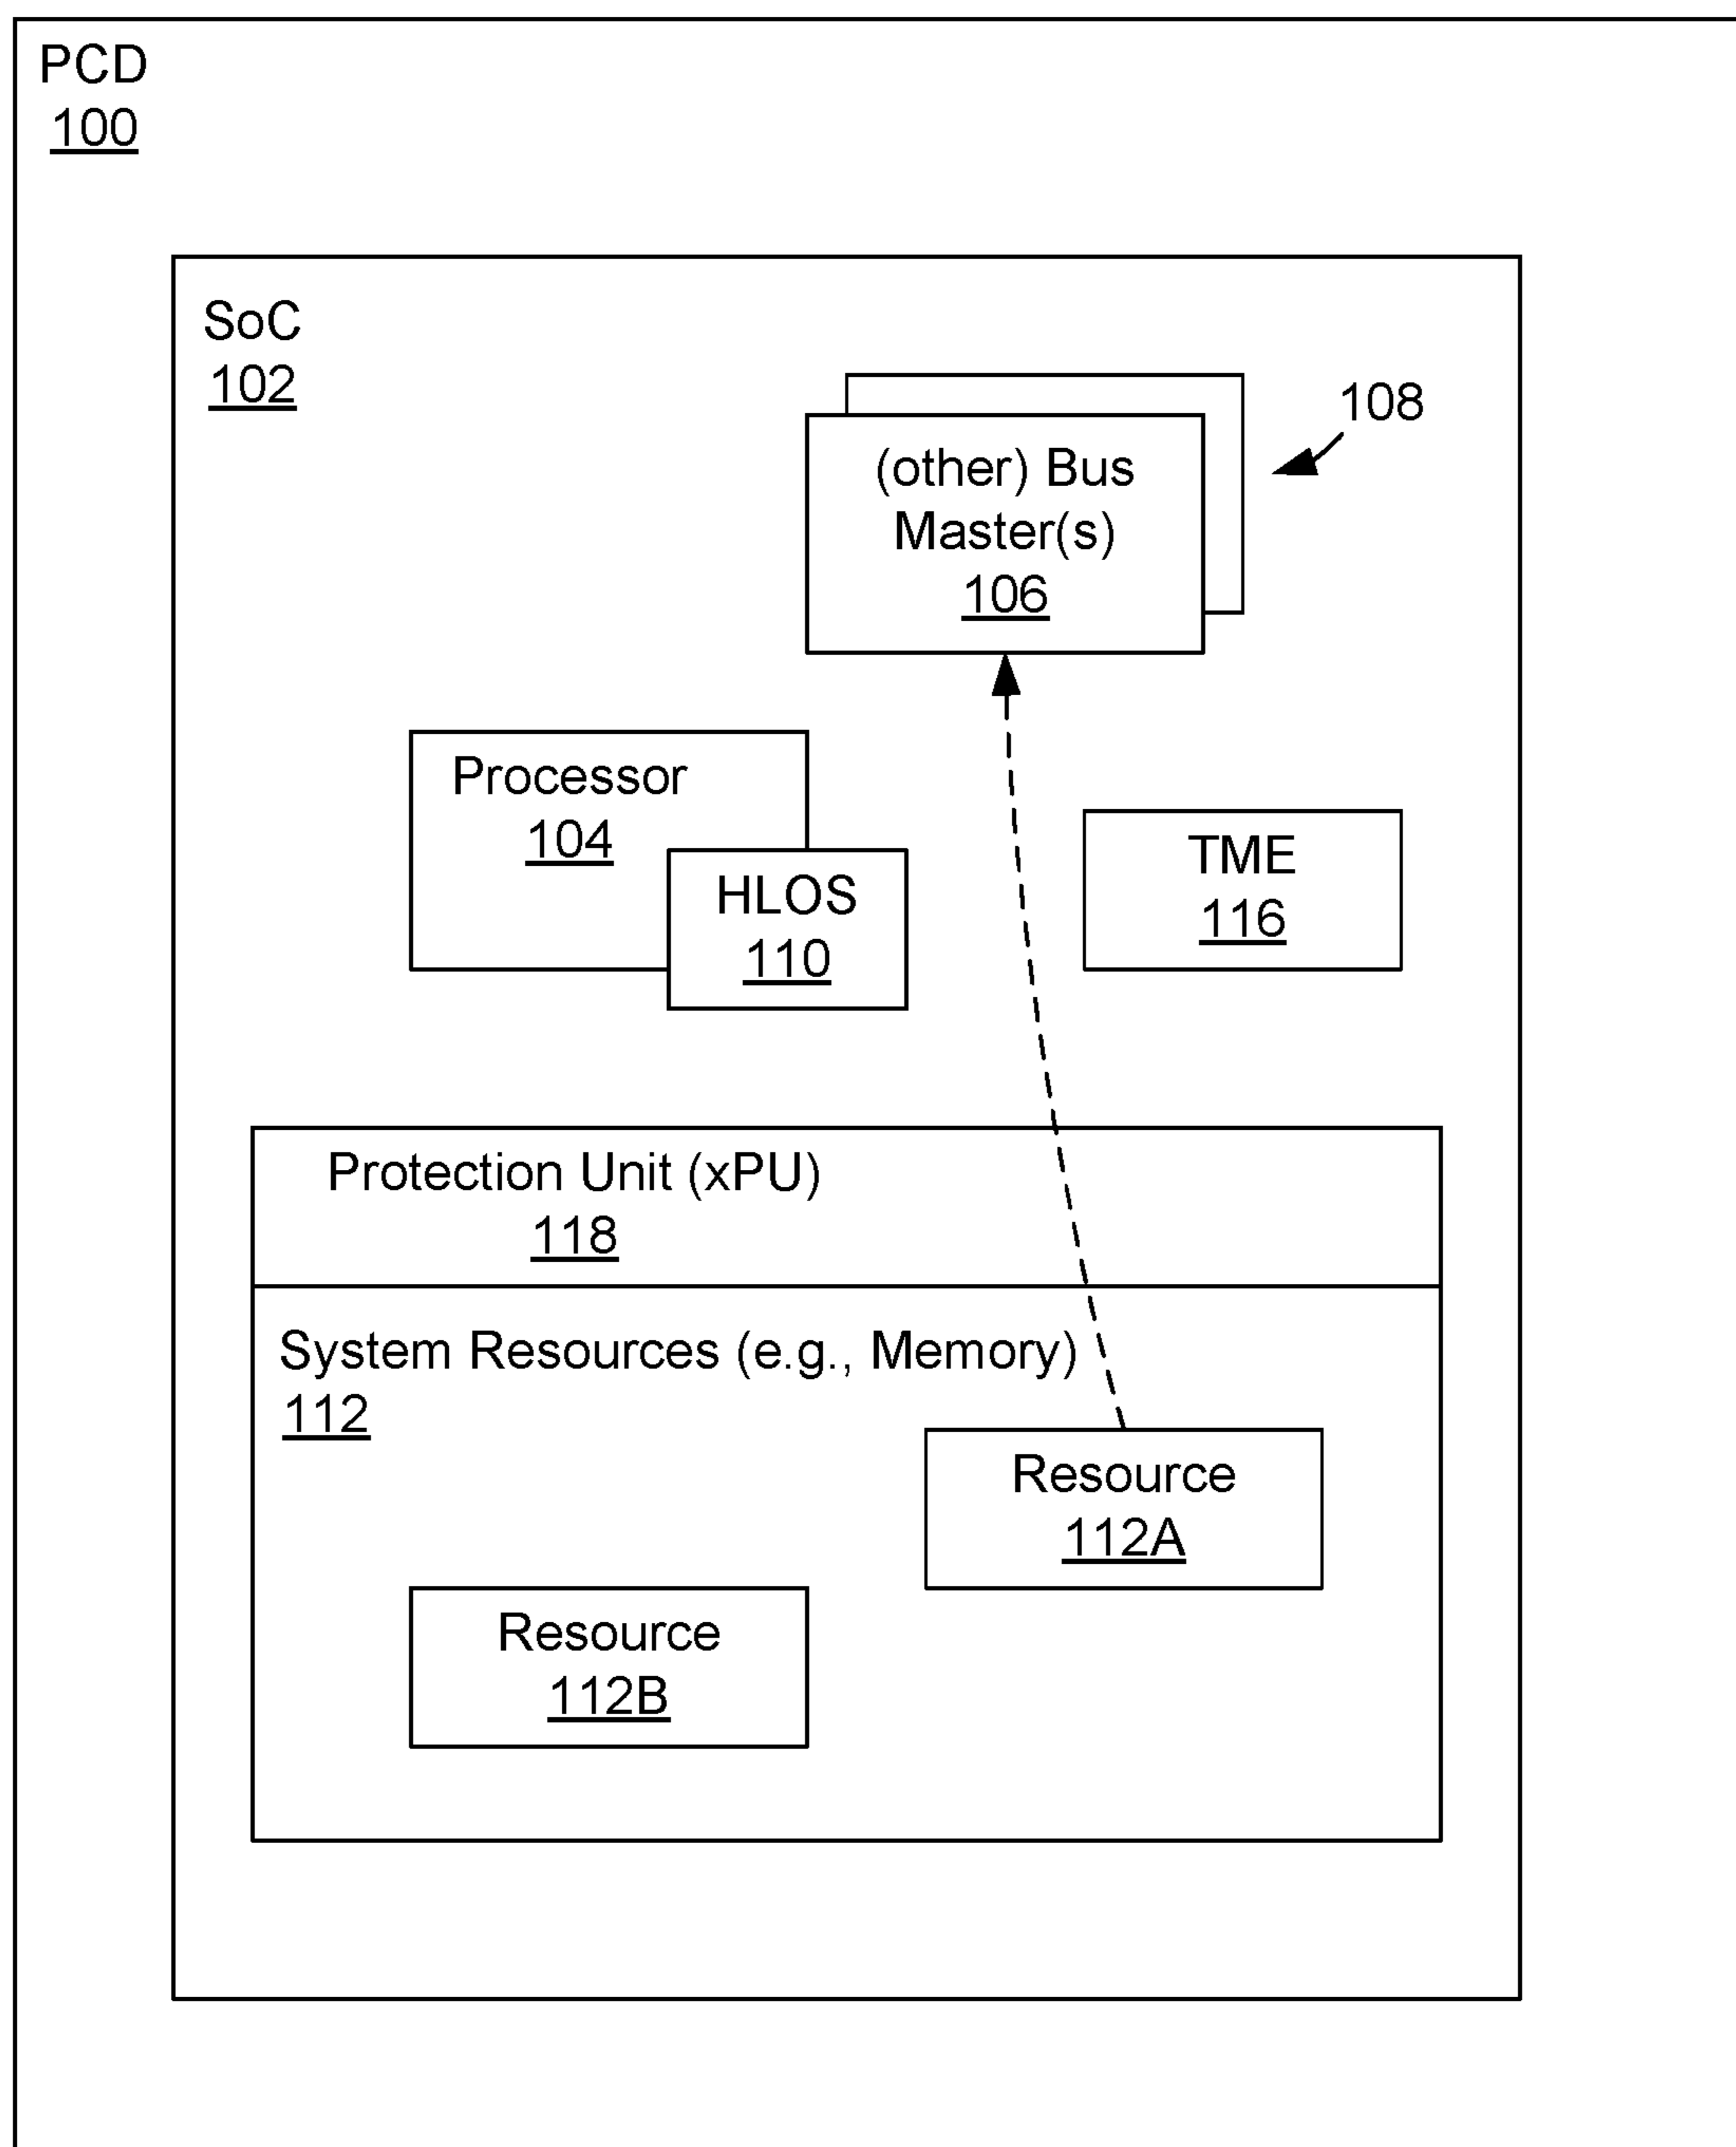 PCD
100
SoC
102
108
(other) Bus
Master(s)
106
Processor
104
HLOS
110
TME
116
Protection Unit (xPU)
118
System Resources (e.g., Memory)
112
Resource
112A
Resource
112B